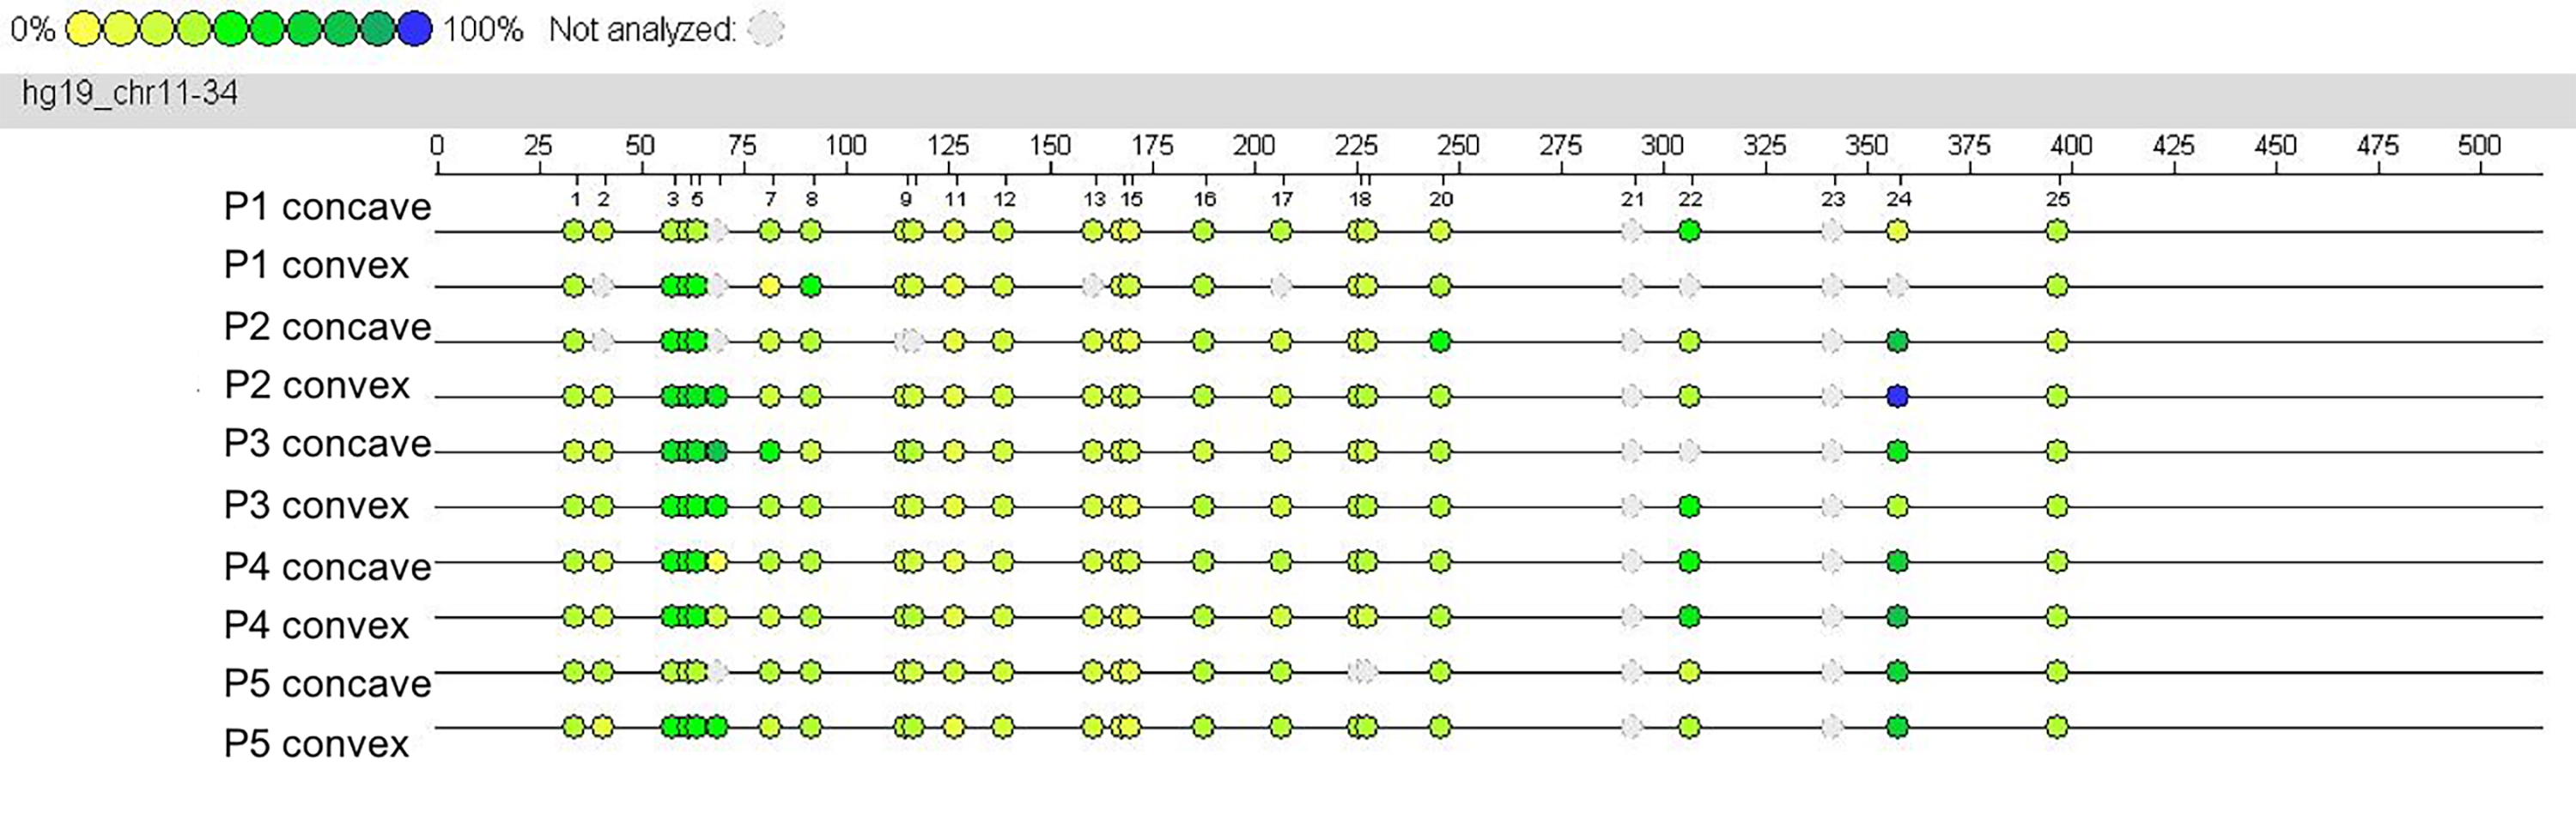 0% 100% Not analyzed:
hg19_chr11-34
0 25 50 75 100 125 150 175 200 225 250 275 300 325 350 375 400 425 450 475 500
1 2 3 5 7 8 9 11 12 13 15 16 17 18 20 21 22 23 24 25
P1 concave
P1 convex
P2 concave
P2 convex
P3 concave
P3 convex
P4 concave
P4 convex
P5 concave
P5 convex